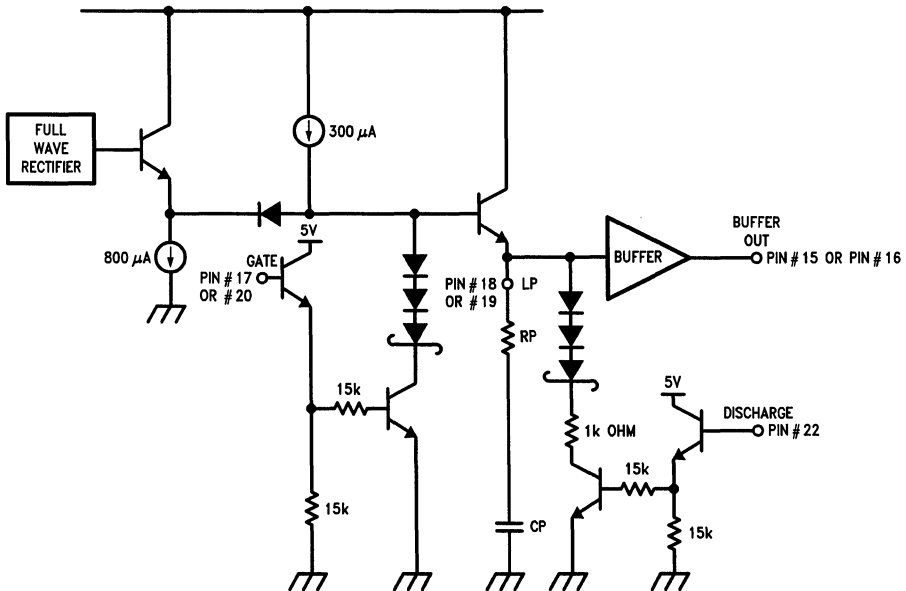 FULL
WAVE
RECTIFIER
300 μA
800 μA
5V
GATE
PIN #17
OR #20
15k
15k
PIN #18
OR #19
LP
RP
CP
BUFFER
BUFFER
OUT
PIN #15 OR PIN #16
1k OHM
5V
DISCHARGE
PIN #22
15k
15k